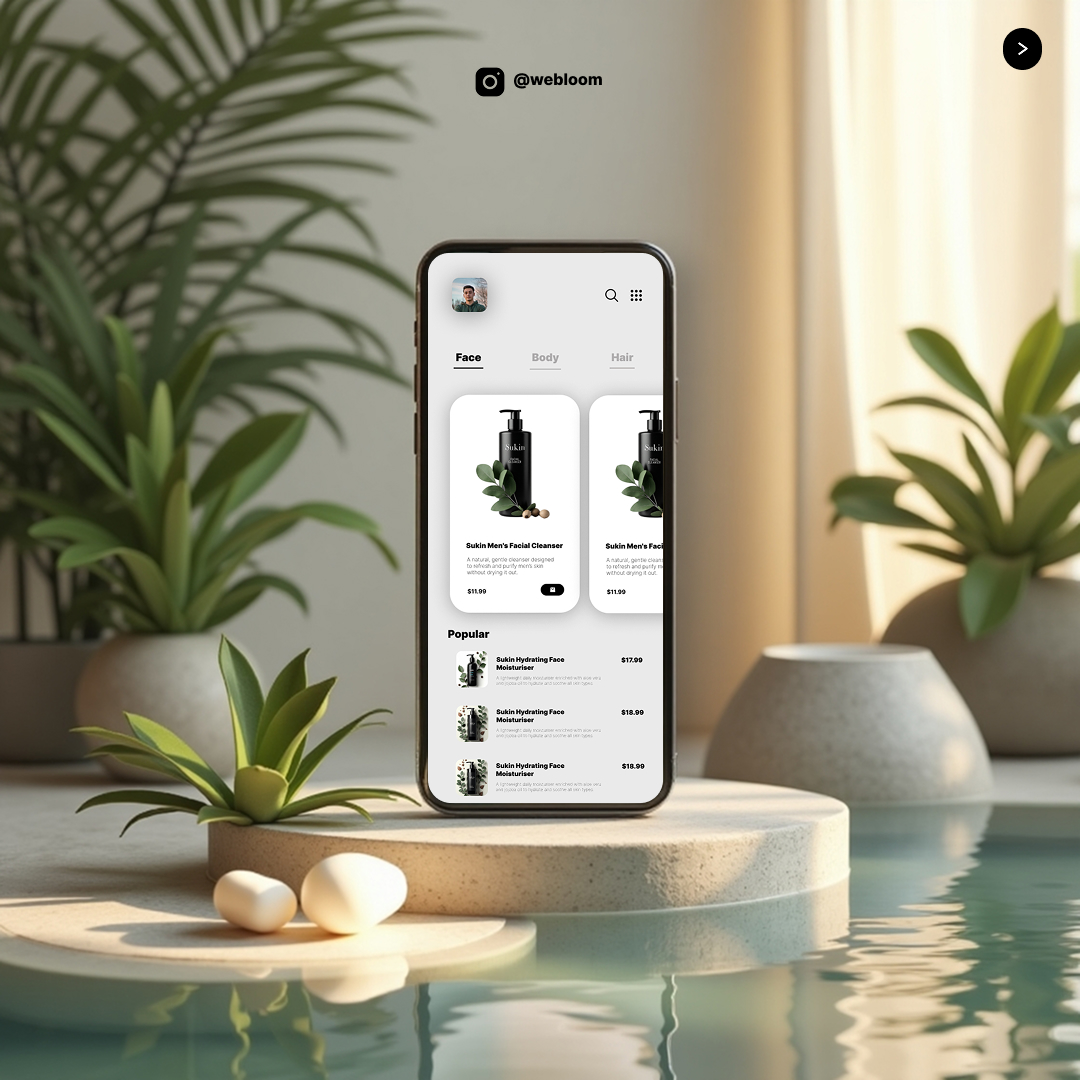 @webloom
Face
Body
Hair
Sukin
FACIAL
CLEANSER
Sukin
Sukin Men's Facial Cleanser
A natural, gentle cleanser designed
to refresh and purify men's skin
without drying it out.
$11.99
Sukin Men's Faci
A natural, gentle cleans
to refresh and purify m
without drying it out.
$11.99
Popular
Sukin Hydrating Face
Moisturiser
$17.99
A lightweight daily moisturiser enriched with aloe vera
and jojoba oil to hydrate and soothe all skin types.
Sukin Hydrating Face
Moisturiser
$18.99
A lightweight daily moisturiser enriched with aloe vera
and jojoba oil to hydrate and soothe all skin types.
Sukin Hydrating Face
Moisturiser
$18.99
A lightweight daily moisturiser enriched with aloe vera
and jojoba oil to hydrate and soothe all skin types.